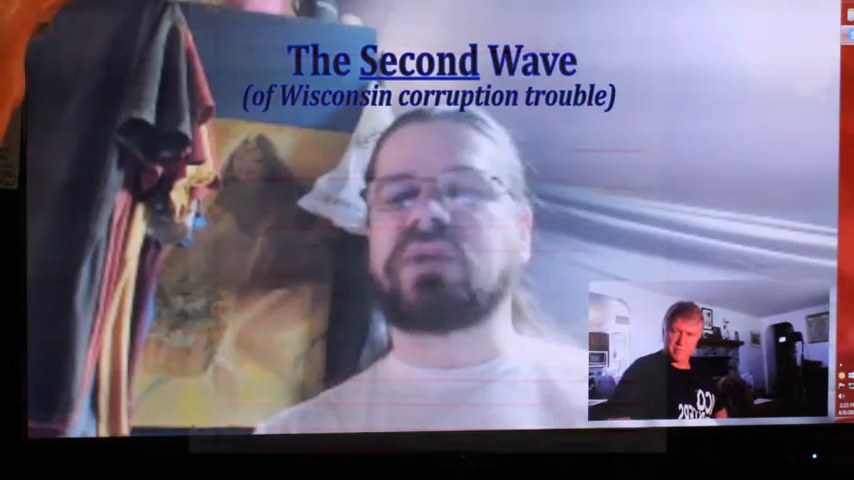 The Second Wave
(of Wisconsin corruption trouble)